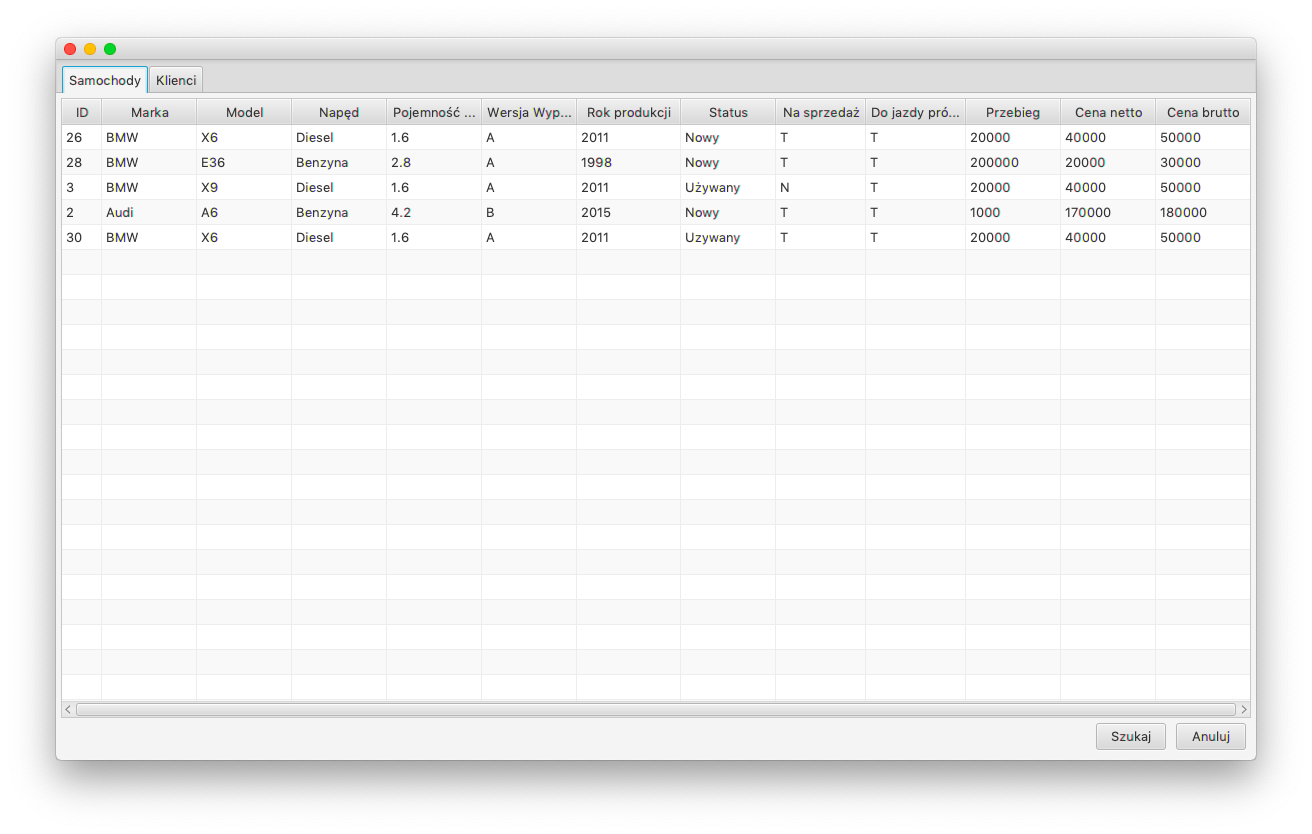 Samochody Klienci
ID Marka Model Napęd Pojemność ... Wersja Wyp... Rok produkcji Status Na sprzedaż Do jazdy pró... Przebieg Cena netto Cena brutto
26 BMW X6 Diesel 1.6 A 2011 Nowy T T 20000 40000 50000
28 BMW E36 Benzyna 2.8 A 1998 Nowy T T 200000 20000 30000
3 BMW X9 Diesel 1.6 A 2011 Używany N T 20000 40000 50000
2 Audi A6 Benzyna 4.2 B 2015 Nowy T T 1000 170000 180000
30 BMW X6 Diesel 1.6 A 2011 Uzywany T T 20000 40000 50000
Szukaj Anuluj